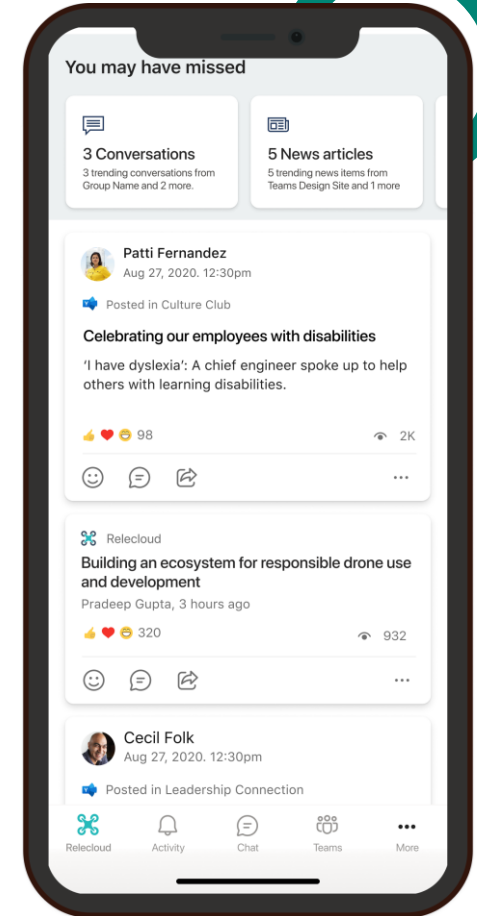 You may have missed
3 Conversations
3 trending conversations from
Group Name and 2 more.
5 News articles
5 trending news items from
Teams Design Site and 1 more
Patti Fernandez
Aug 27, 2020. 12:30pm
Posted in Culture Club
Celebrating our employees with disabilities
‘I have dyslexia’: A chief engineer spoke up to help
others with learning disabilities.
98
2K
Relecloud
Building an ecosystem for responsible drone use
and development
Pradeep Gupta, 3 hours ago
320
932
Cecil Folk
Aug 27, 2020. 12:30pm
Posted in Leadership Connection
Relecloud
Activity
Chat
Teams
More